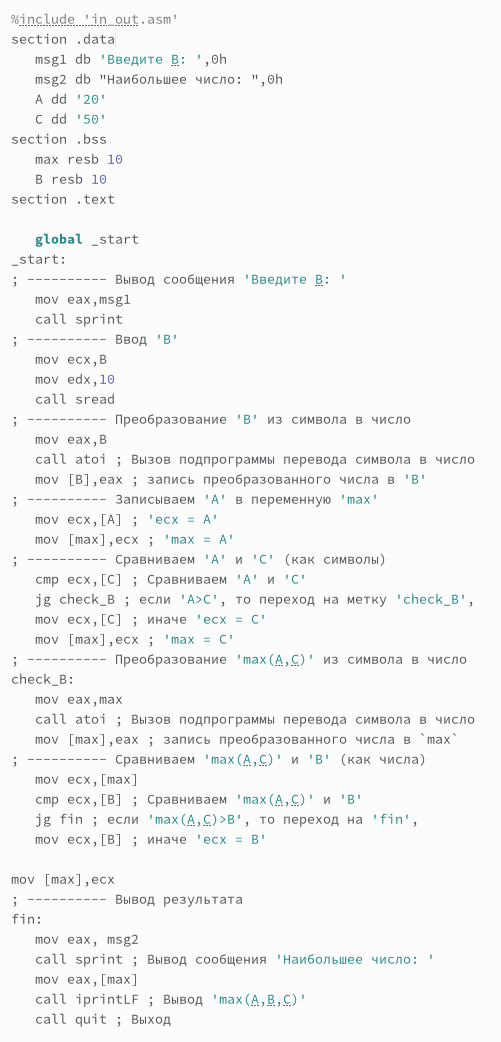 %include 'in_out.asm'
section .data
   msg1 db 'Введите B: ',0h
   msg2 db "Наибольшее число: ",0h
   A dd '20'
   C dd '50'
section .bss
   max resb 10
   B resb 10
section .text

   global _start
_start:
; ---------- Вывод сообщения 'Введите B: '
   mov eax,msg1
   call sprint
; ---------- Ввод 'B'
   mov ecx,B
   mov edx,10
   call sread
; ---------- Преобразование 'B' из символа в число
   mov eax,B
   call atoi ; Вызов подпрограммы перевода символа в число
   mov [B],eax ; запись преобразованного числа в 'B'
; ---------- Записываем 'A' в переменную 'max'
   mov ecx,[A] ; 'ecx = A'
   mov [max],ecx ; 'max = A'
; ---------- Сравниваем 'A' и 'С' (как символы)
   cmp ecx,[C] ; Сравниваем 'A' и 'С'
   jg check_B ; если 'A>C', то переход на метку 'check_B',
   mov ecx,[C] ; иначе 'ecx = C'
   mov [max],ecx ; 'max = C'
; ---------- Преобразование 'max(A,C)' из символа в число
check_B:
   mov eax,max
   call atoi ; Вызов подпрограммы перевода символа в число
   mov [max],eax ; запись преобразованного числа в `max`
; ---------- Сравниваем 'max(A,C)' и 'B' (как числа)
   mov ecx,[max]
   cmp ecx,[B] ; Сравниваем 'max(A,C)' и 'B'
   jg fin ; если 'max(A,C)>B', то переход на 'fin',
   mov ecx,[B] ; иначе 'ecx = B'

mov [max],ecx
; ---------- Вывод результата
fin:
   mov eax, msg2
   call sprint ; Вывод сообщения 'Наибольшее число: '
   mov eax,[max]
   call iprintLF ; Вывод 'max(A,B,C)'
   call quit ; Выход